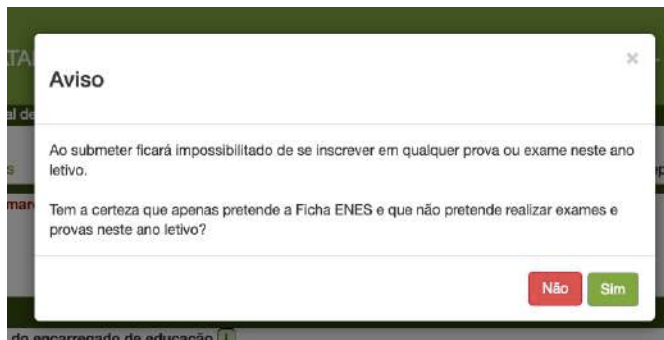 ×
Aviso
Ao submeter ficará impossibilitado de se inscrever em qualquer prova ou exame neste ano
letivo.
Tem a certeza que apenas pretende a Ficha ENES e que não pretende realizar exames e
provas neste ano letivo?
Não Sim
do encarregado de educação